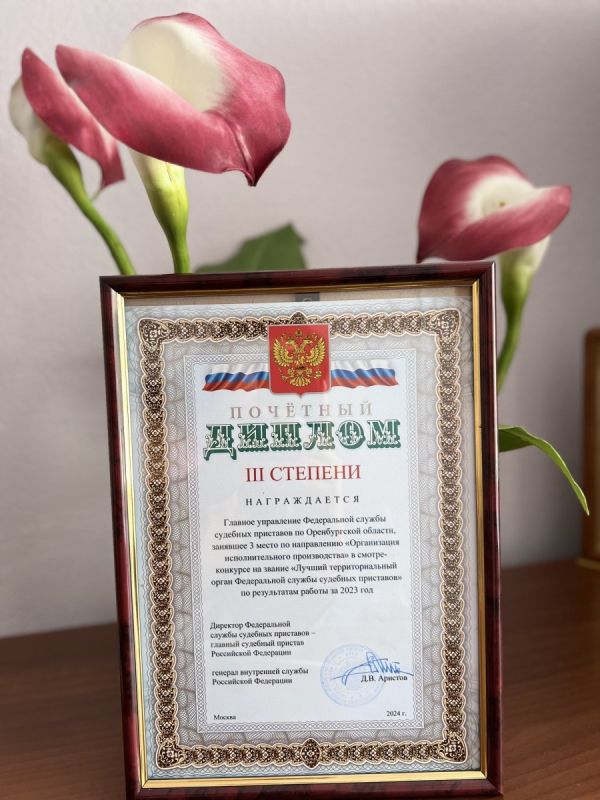 ПОЧЁТНЫЙ
ДИПЛОМ
III СТЕПЕНИ
НАГРАЖДАЕТСЯ
Главное управление Федеральной службы
судебных приставов по Оренбургской области,
занявшее 3 место по направлению «Организация
исполнительного производства» в смотре-
конкурсе на звание «Лучший территориальный
орган Федеральной службы судебных приставов»
по результатам работы за 2023 год
Директор Федеральной
службы судебных приставов –
главный судебный пристав
Российской Федерации
генерал внутренней службы
Российской Федерации
Д.В. Аристов
Москва
2024 г.